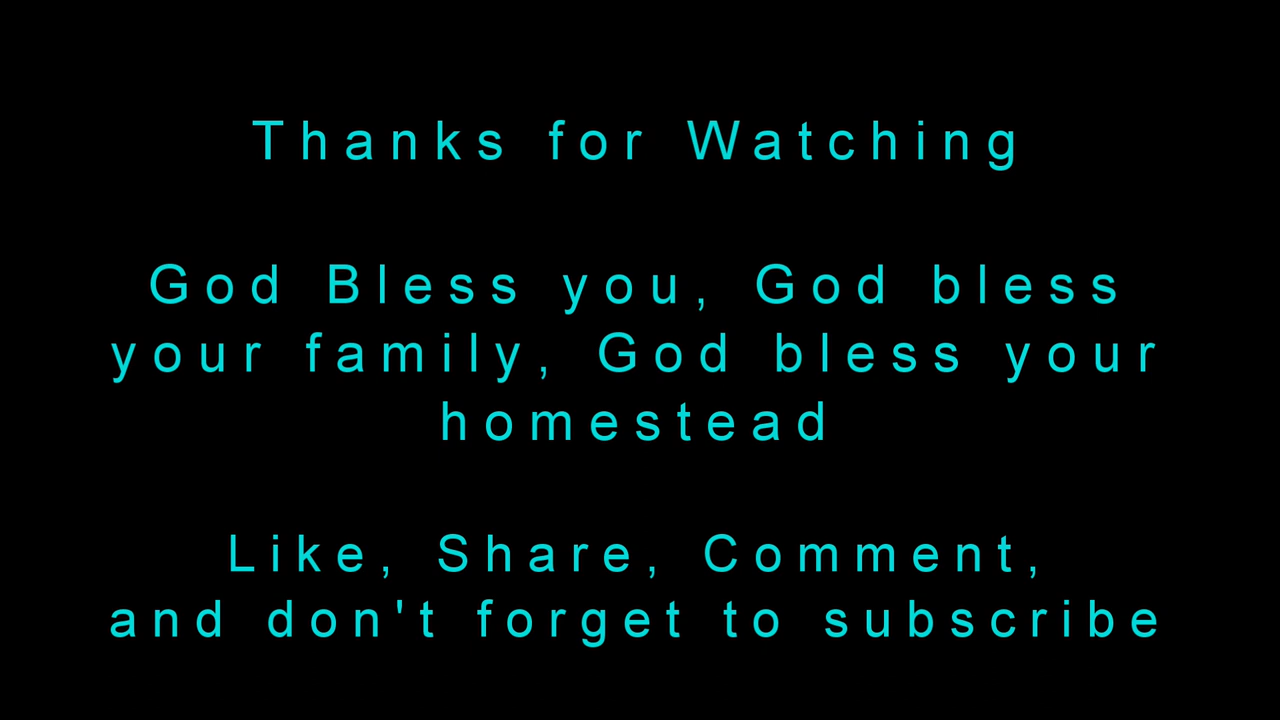 Thanks for Watching
God Bless you, God bless
your family, God bless your
homestead
Like, Share, Comment,
and don't forget to subscribe